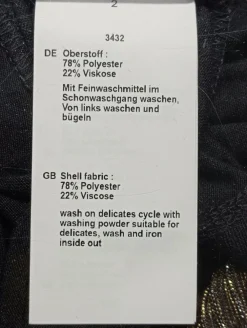 2
3432
DE Oberstoff :
78% Polyester
22% Viskose
Mit Feinwaschmittel im
Schonwaschgang waschen,
Von links waschen und
bügeln
GB Shell fabric :
78% Polyester
22% Viscose
wash on delicates cycle with
washing powder suitable for
delicates, wash and iron
inside out